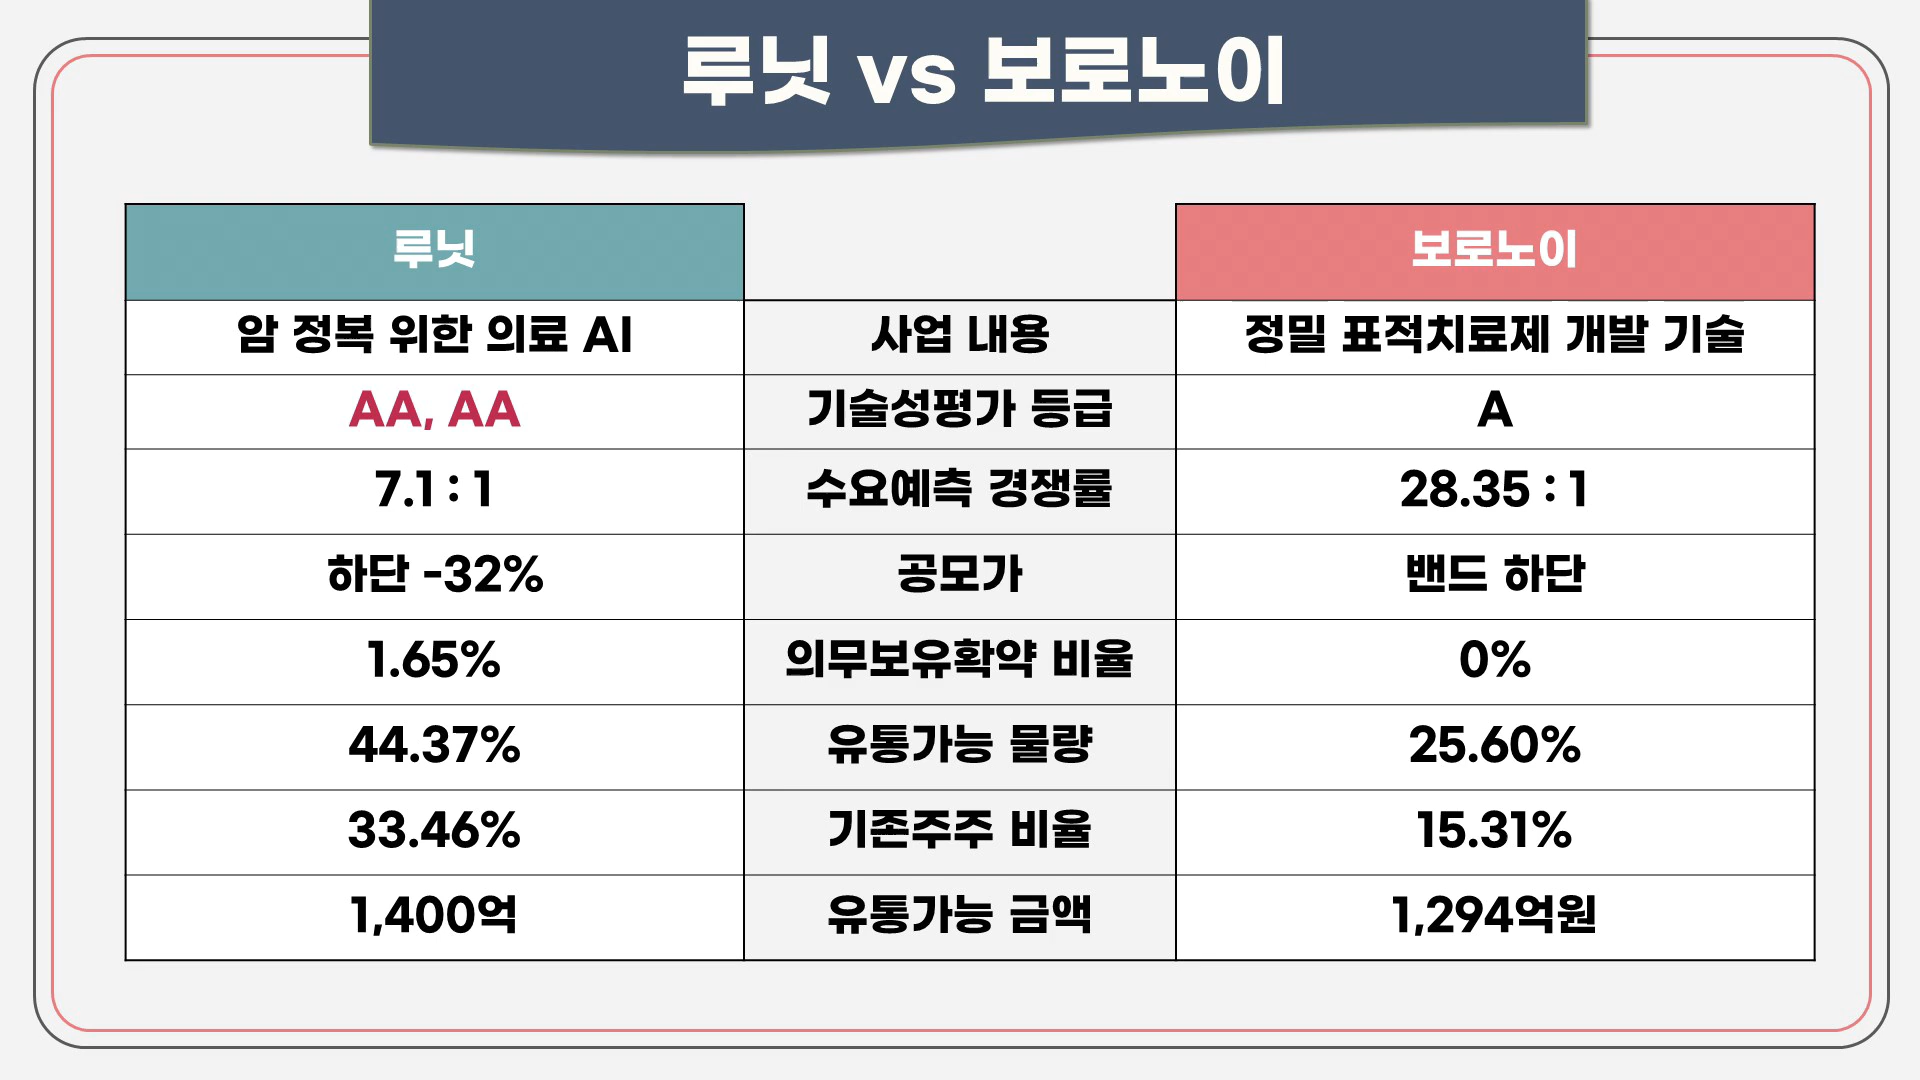 루닛 vs 보로노이
루닛 보로노이
암 정복 위한 의료 AI 사업 내용 정밀 표적치료제 개발 기술
AA, AA 기술성평가 등급 A
7.1 : 1 수요예측 경쟁률 28.35 : 1
하단 -32% 공모가 밴드 하단
1.65% 의무보유확약 비율 0%
44.37% 유통가능 물량 25.60%
33.46% 기존주주 비율 15.31%
1,400억 유통가능 금액 1,294억원